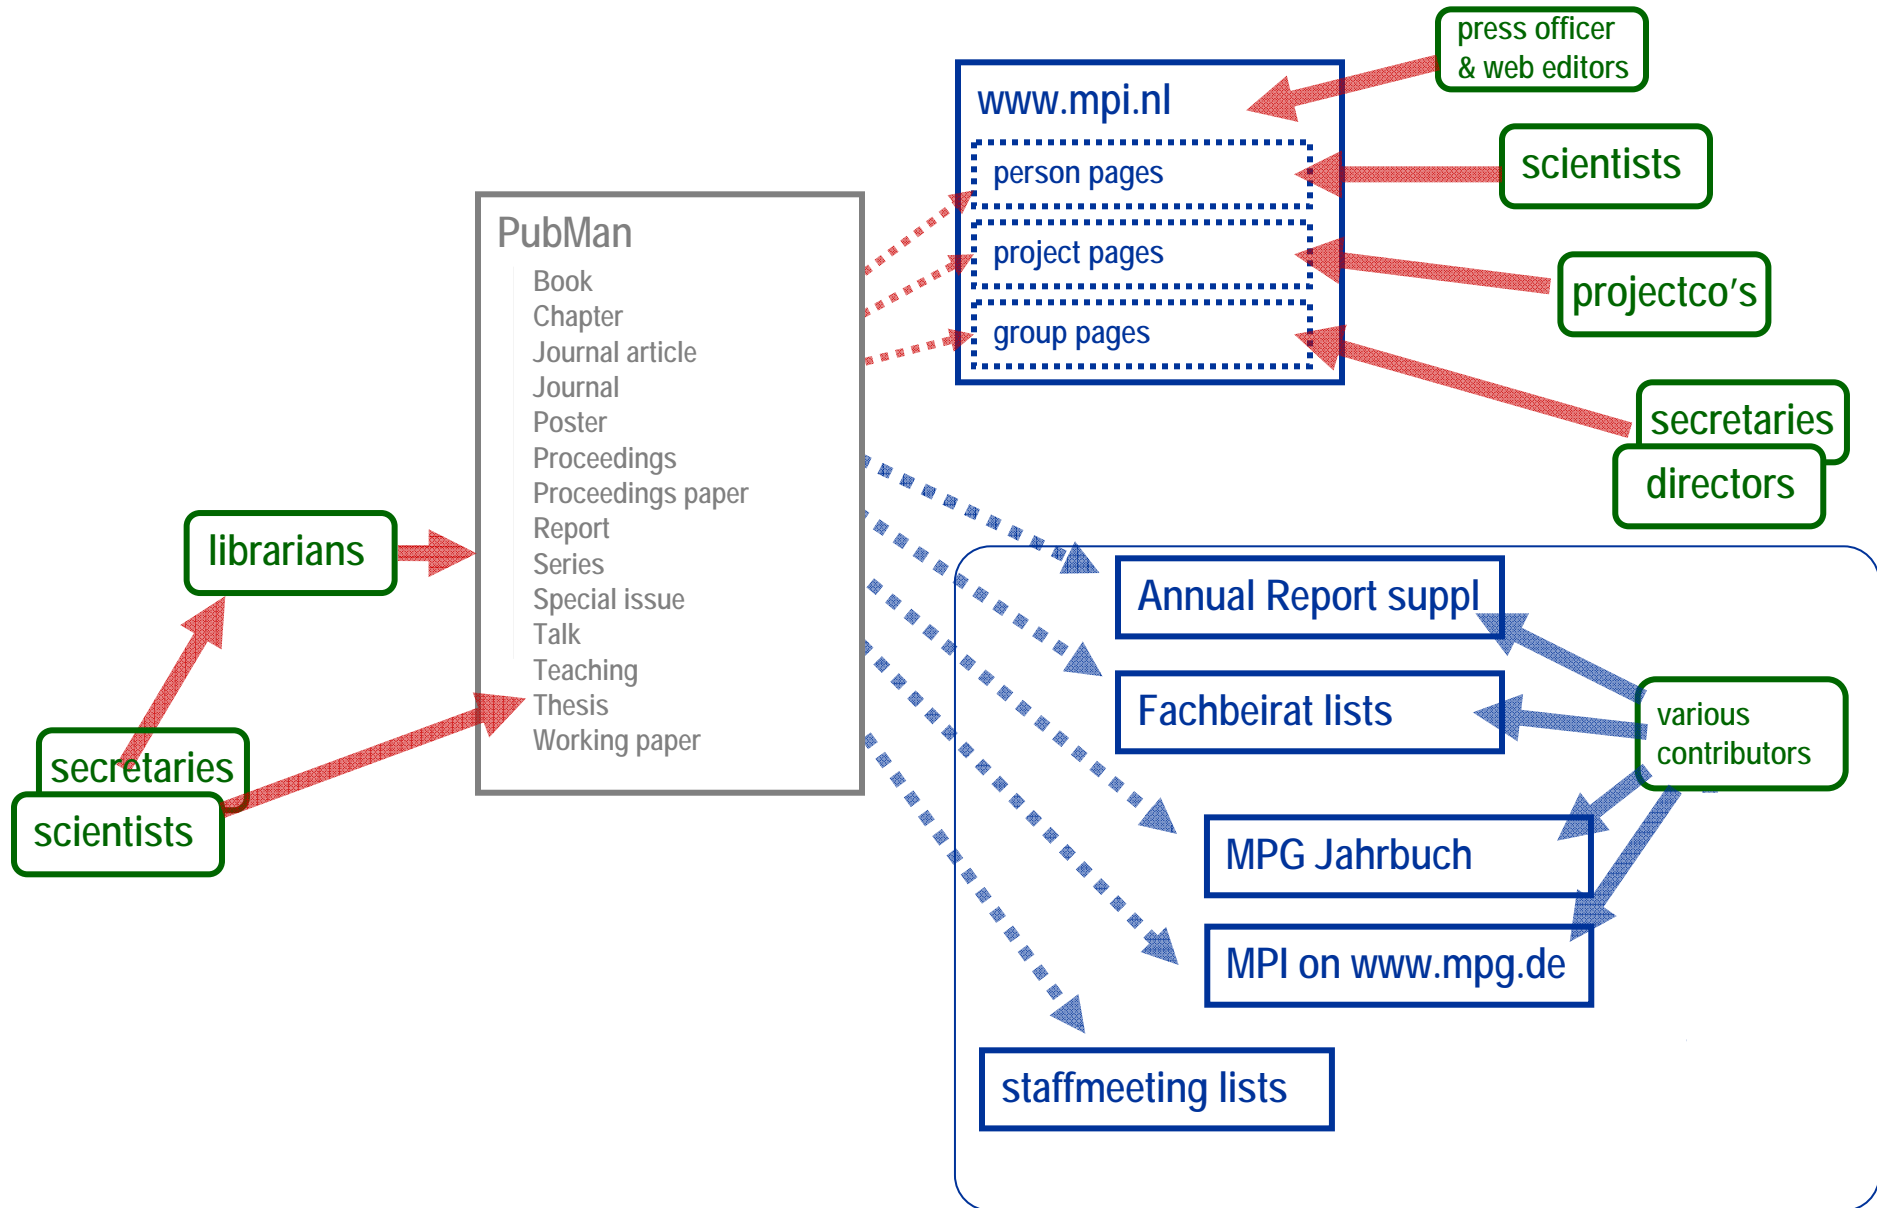 press officer
& web editors
www.mpi.nl
scientists
person pages
PubMan
project pages
Book
projectco's
Chapter
group pages
Journal article
Journal
secretaries
Poster
Proceedings
directors
Proceedings paper
Report
librarians
Series
Annual Report suppl
Special issue
Talk
Teaching
Thesis
Fachbeirat lists
various
contributors
Working paper
secretaries
scientists
MPG Jahrbuch
MPI on www.mpg.de
staffmeeting lists